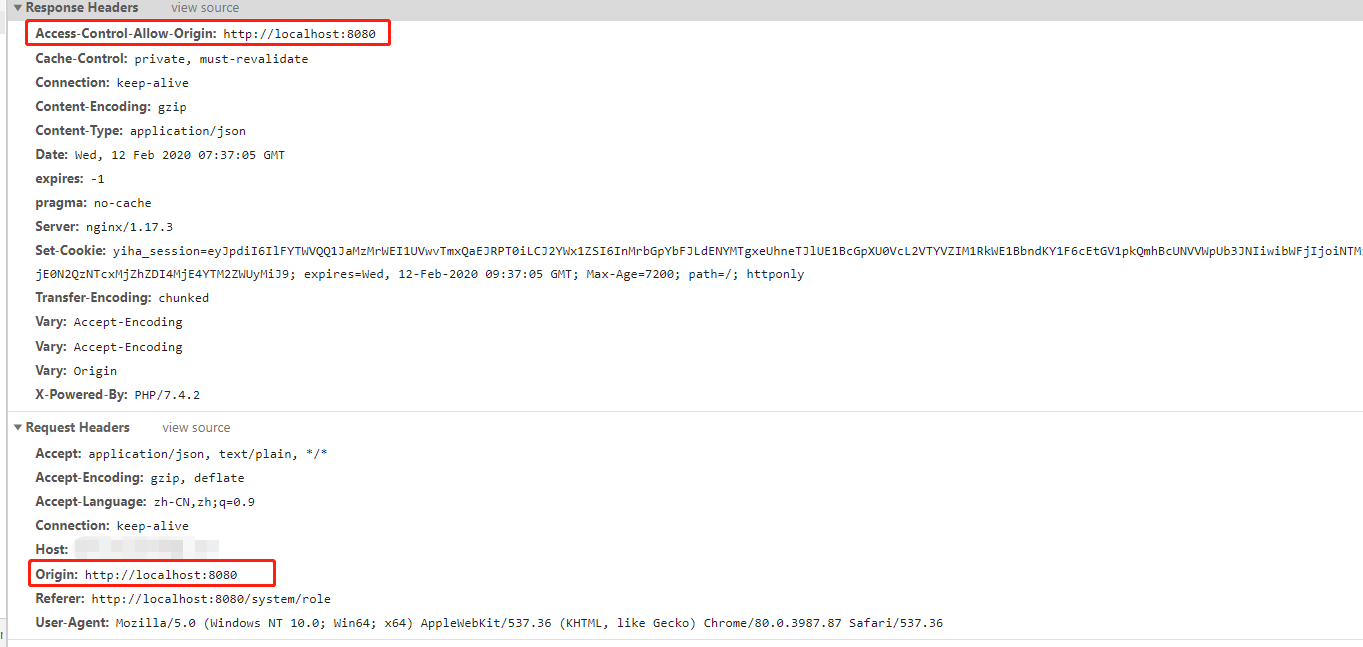 Response Headers view source
Access-Control-Allow-Origin: http://localhost:8080
Cache-Control: private, must-revalidate
Connection: keep-alive
Content-Encoding: gzip
Content-Type: application/json
Date: Wed, 12 Feb 2020 07:37:05 GMT
expires: -1
pragma: no-cache
Server: nginx/1.17.3
Set-Cookie:
jE0N2QzNTcxMjZhZDI4MjE4YTM2ZWUyMiJ9; expires=Wed, 12-Feb-2020 09:37:05 GMT; Max-Age=7200; path=/; httponly
Transfer-Encoding: chunked
Vary: Accept-Encoding
Vary: Accept-Encoding
Vary: Origin
X-Powered-By: PHP/7.4.2
Request Headers view source
Accept: application/json, text/plain, */*
Accept-Encoding: gzip, deflate
Accept-Language: zh-CN,zh;q=0.9
Connection: keep-alive
Host:
Origin: http://localhost:8080
Referer: http://localhost:8080/system/role
User-Agent: Mozilla/5.0 (Windows NT 10.0; Win64; x64) AppleWebKit/537.36 (KHTML, like Gecko) Chrome/80.0.3987.87 Safari/537.36